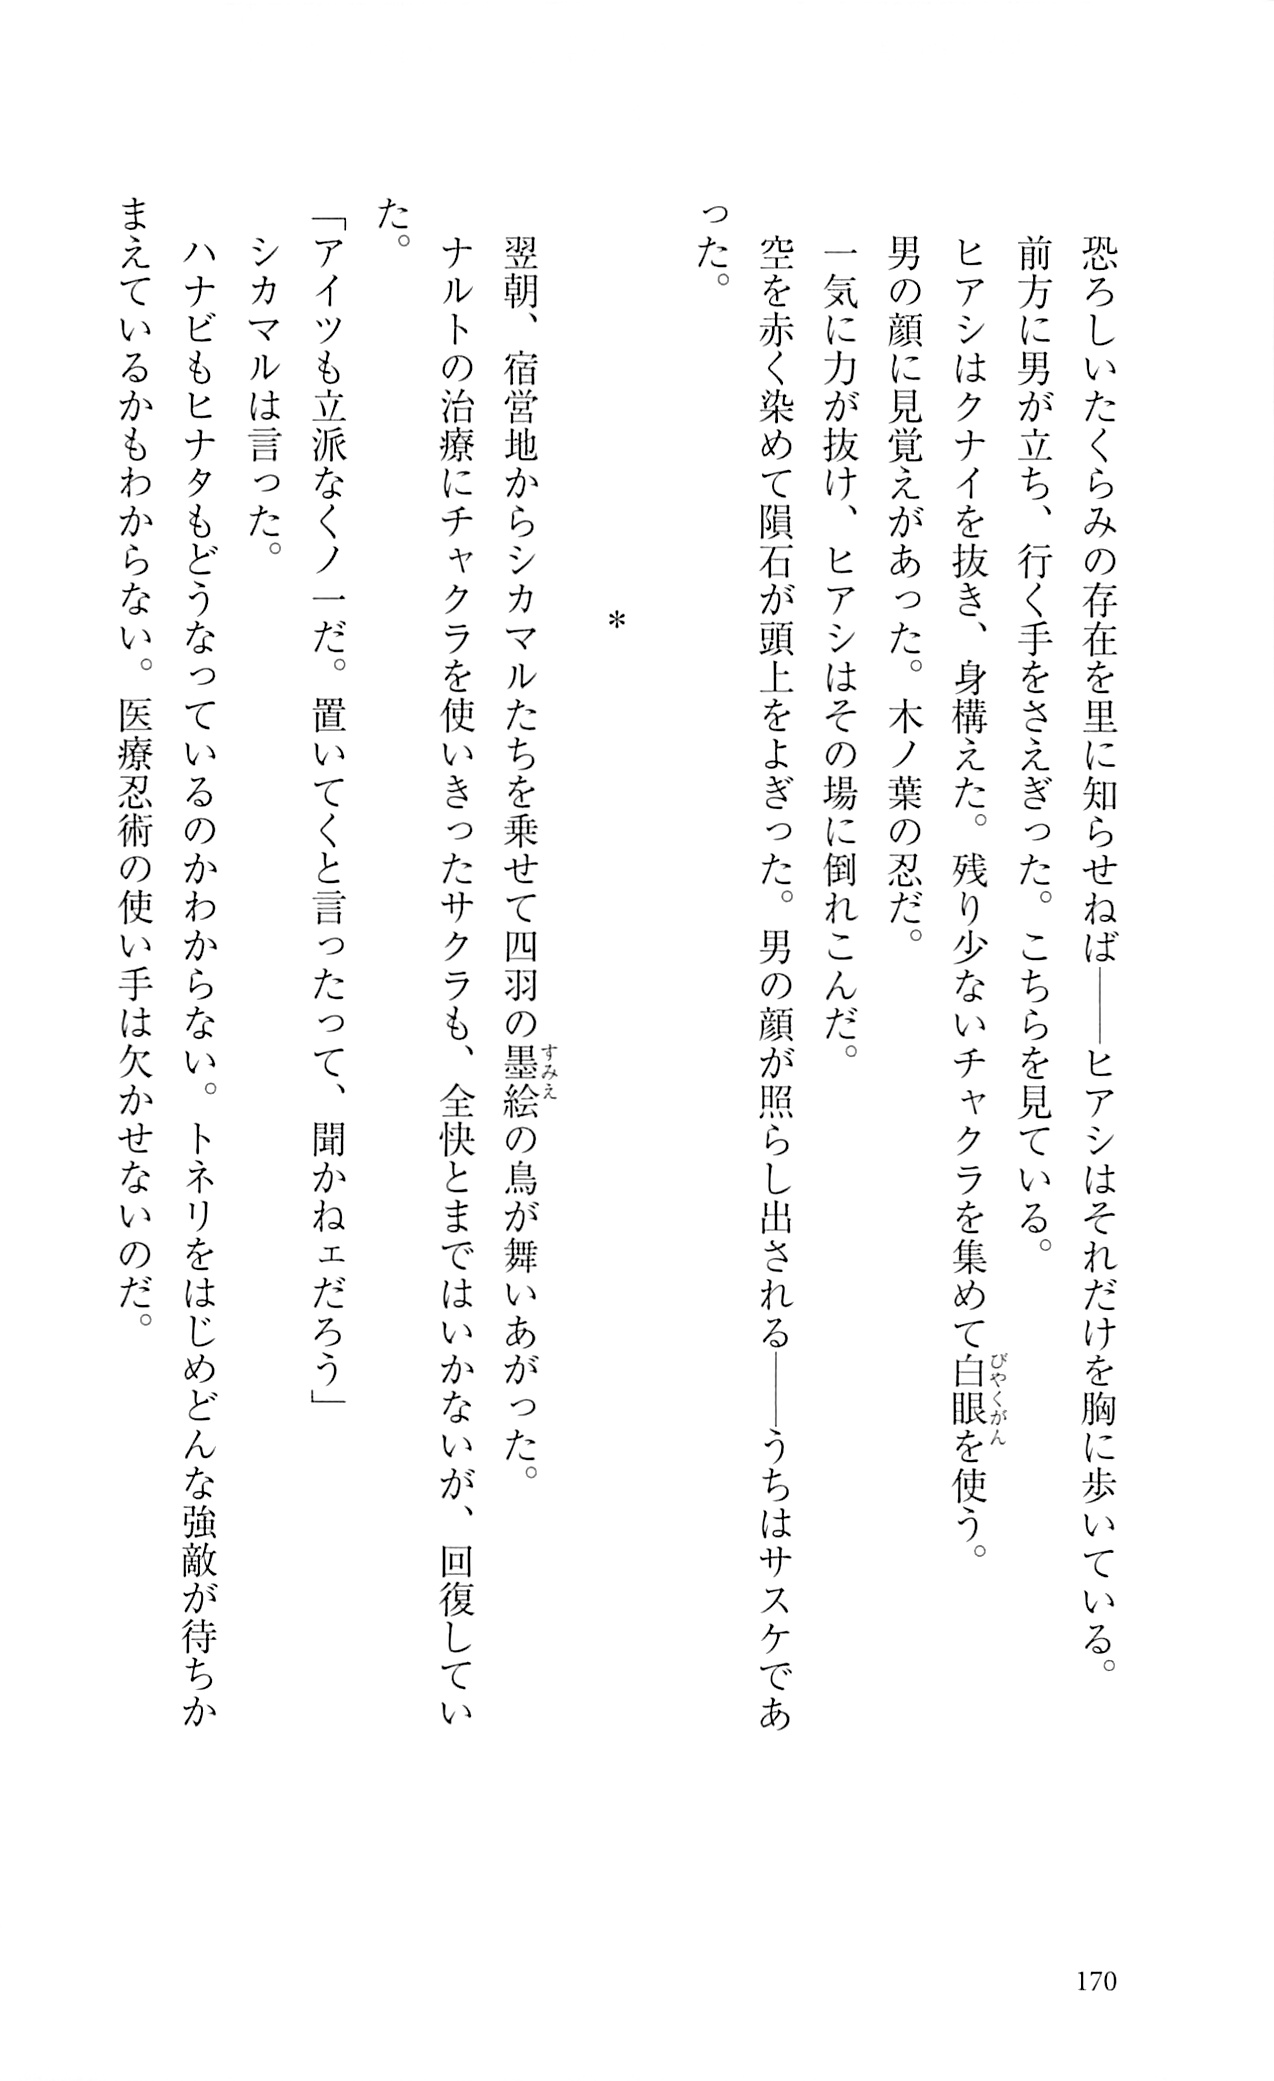 恐ろしいたくらみの存在を里に知らせねば――ヒアシはそれだけを胸に歩いている。
前方に男が立ち、行く手をさえぎった。こちらを見ている。
ヒアシはクナイを抜き、身構えた。残り少ないチャクラを集めて白眼を使う。
びゃくがん
男の顔に見覚えがあった。木ノ葉の忍だ。
一気に力が抜け、ヒアシはその場に倒れこんだ。
空を赤く染めて隕石が頭上をよぎった。男の顔が照らし出される――うちはサスケであ
った。
*
翌朝、宿営地からシカマルたちを乗せて四羽の墨絵の鳥が舞いあがった。
すみえ
ナルトの治療にチャクラを使いきったサクラも、全快とまではいかないが、回復してい
た。
「アイツも立派なくノ一だ。置いてくと言ったって、聞かねェだろう」
シカマルは言った。
ハナビもヒナタもどうなっているのかわからない。トネリをはじめどんな強敵が待ちか
まえているかもわからない。医療忍術の使い手は欠かせないのだ。
170